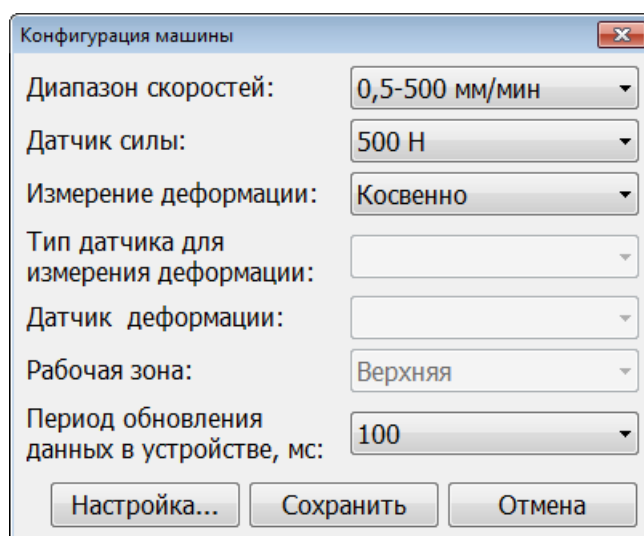 Конфигурация машины
Диапазон скоростей: 0,5-500 мм/мин
Датчик силы: 500 Н
Измерение деформации: Косвенно
Тип датчика для
измерения деформации:
Датчик деформации:
Рабочая зона: Верхняя
Период обновления
данных в устройстве, мс: 100
Настройка... Сохранить Отмена